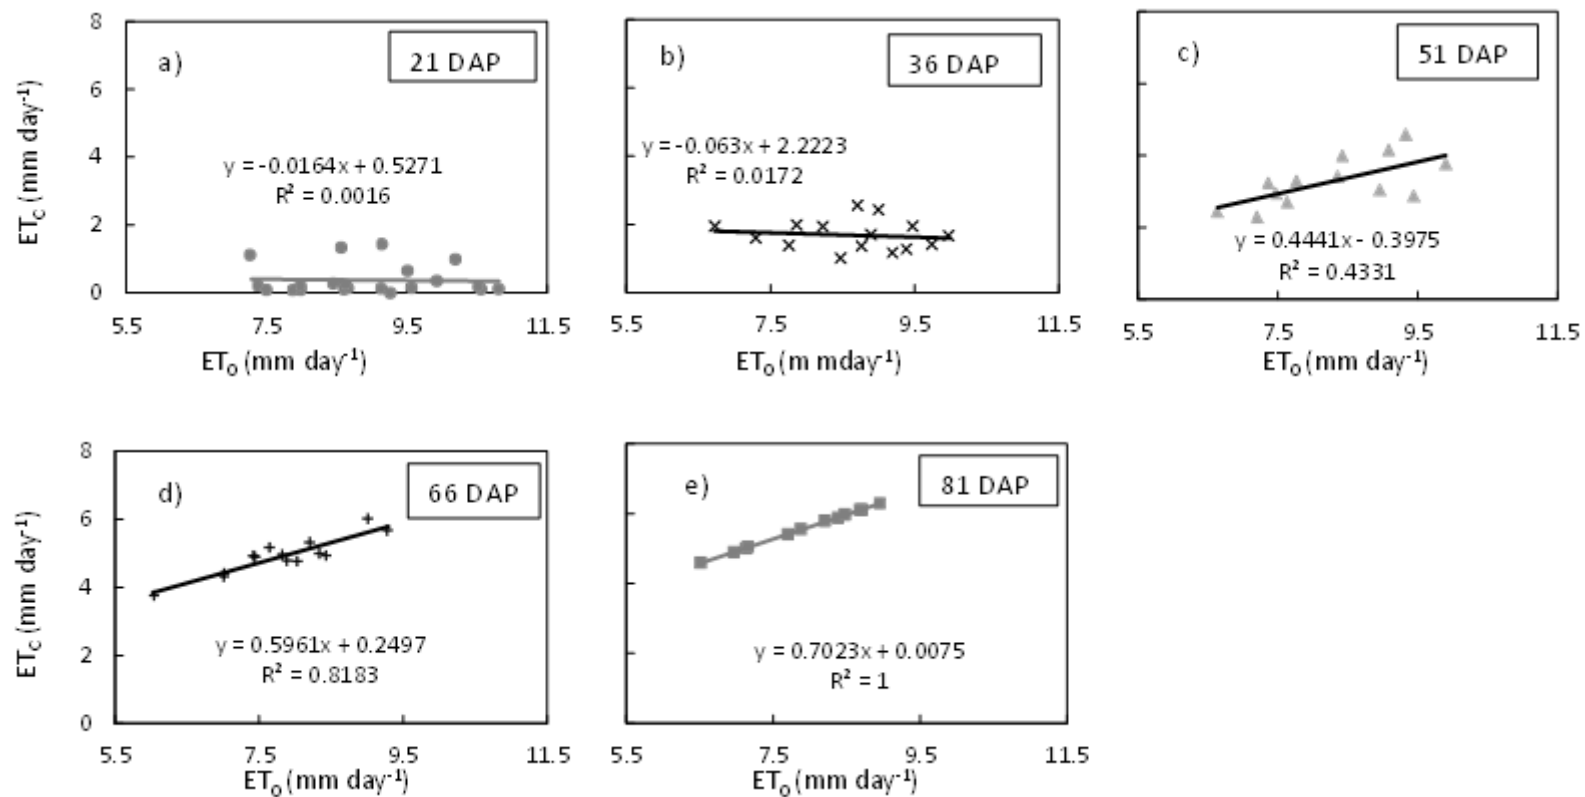 a)
21 DAP
8
6
4
2
0
ET_C (mm day⁻¹)
y = -0.0164x + 0.5271
R² = 0.0016
5.5 7.5 9.5 11.5
ET_O (mm day⁻¹)
b)
36 DAP
y = -0.063x + 2.2223
R² = 0.0172
5.5 7.5 9.5 11.5
ET_O (m mday⁻¹)
c)
51 DAP
y = 0.4441x - 0.3975
R² = 0.4331
5.5 7.5 9.5 11.5
ET_O (mm day⁻¹)
d)
66 DAP
8
6
4
2
0
ET_C (mm day⁻¹)
y = 0.5961x + 0.2497
R² = 0.8183
5.5 7.5 9.5 11.5
ET_O (mm day⁻¹)
e)
81 DAP
y = 0.7023x + 0.0075
R² = 1
5.5 7.5 9.5 11.5
ET_O (mm day⁻¹)